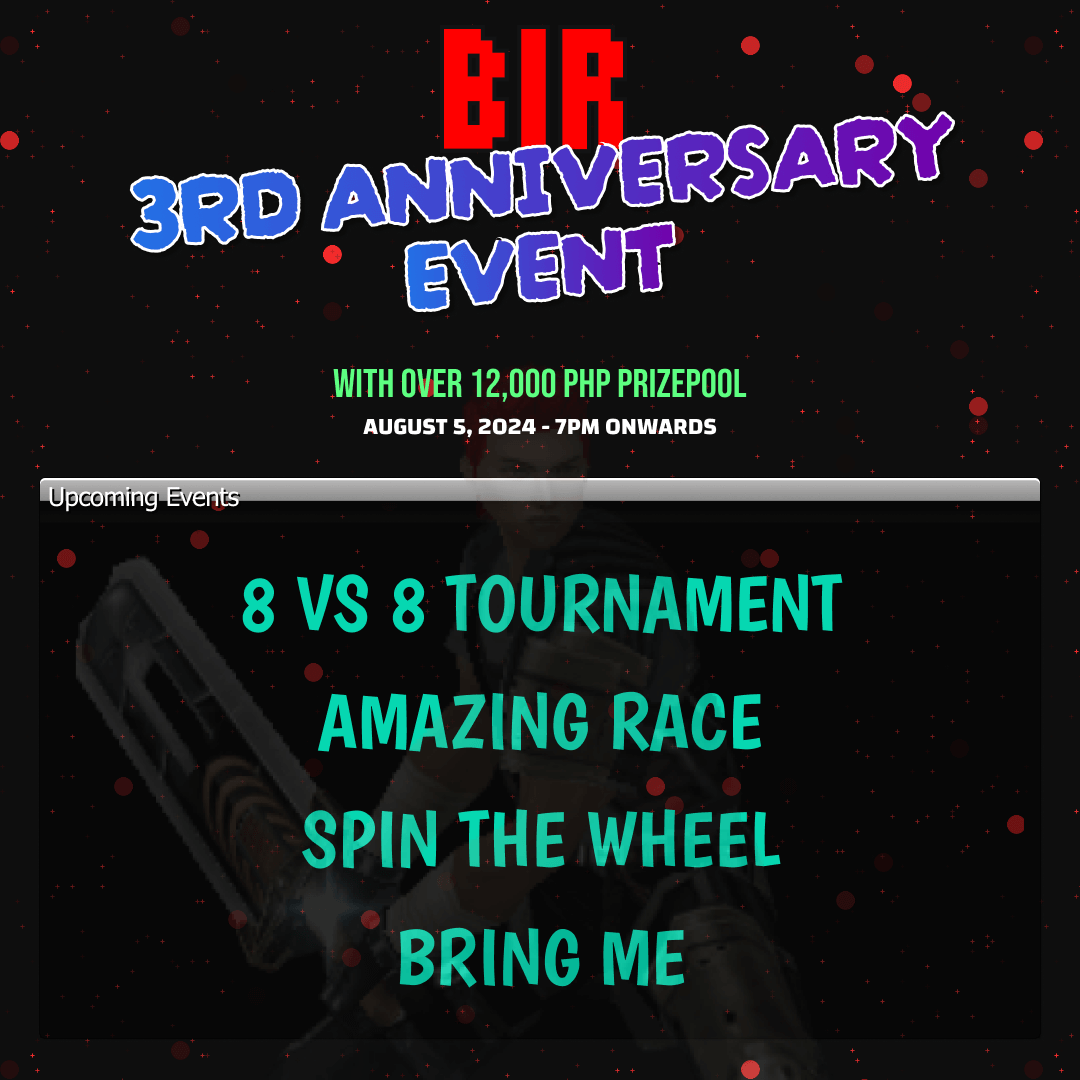 BIR
3RD ANNIVERSARY
EVENT
WITH OVER 12,000 PHP PRIZEPOOL
AUGUST 5, 2024 - 7PM ONWARDS
Upcoming Events
8 VS 8 TOURNAMENT
AMAZING RACE
SPIN THE WHEEL
BRING ME